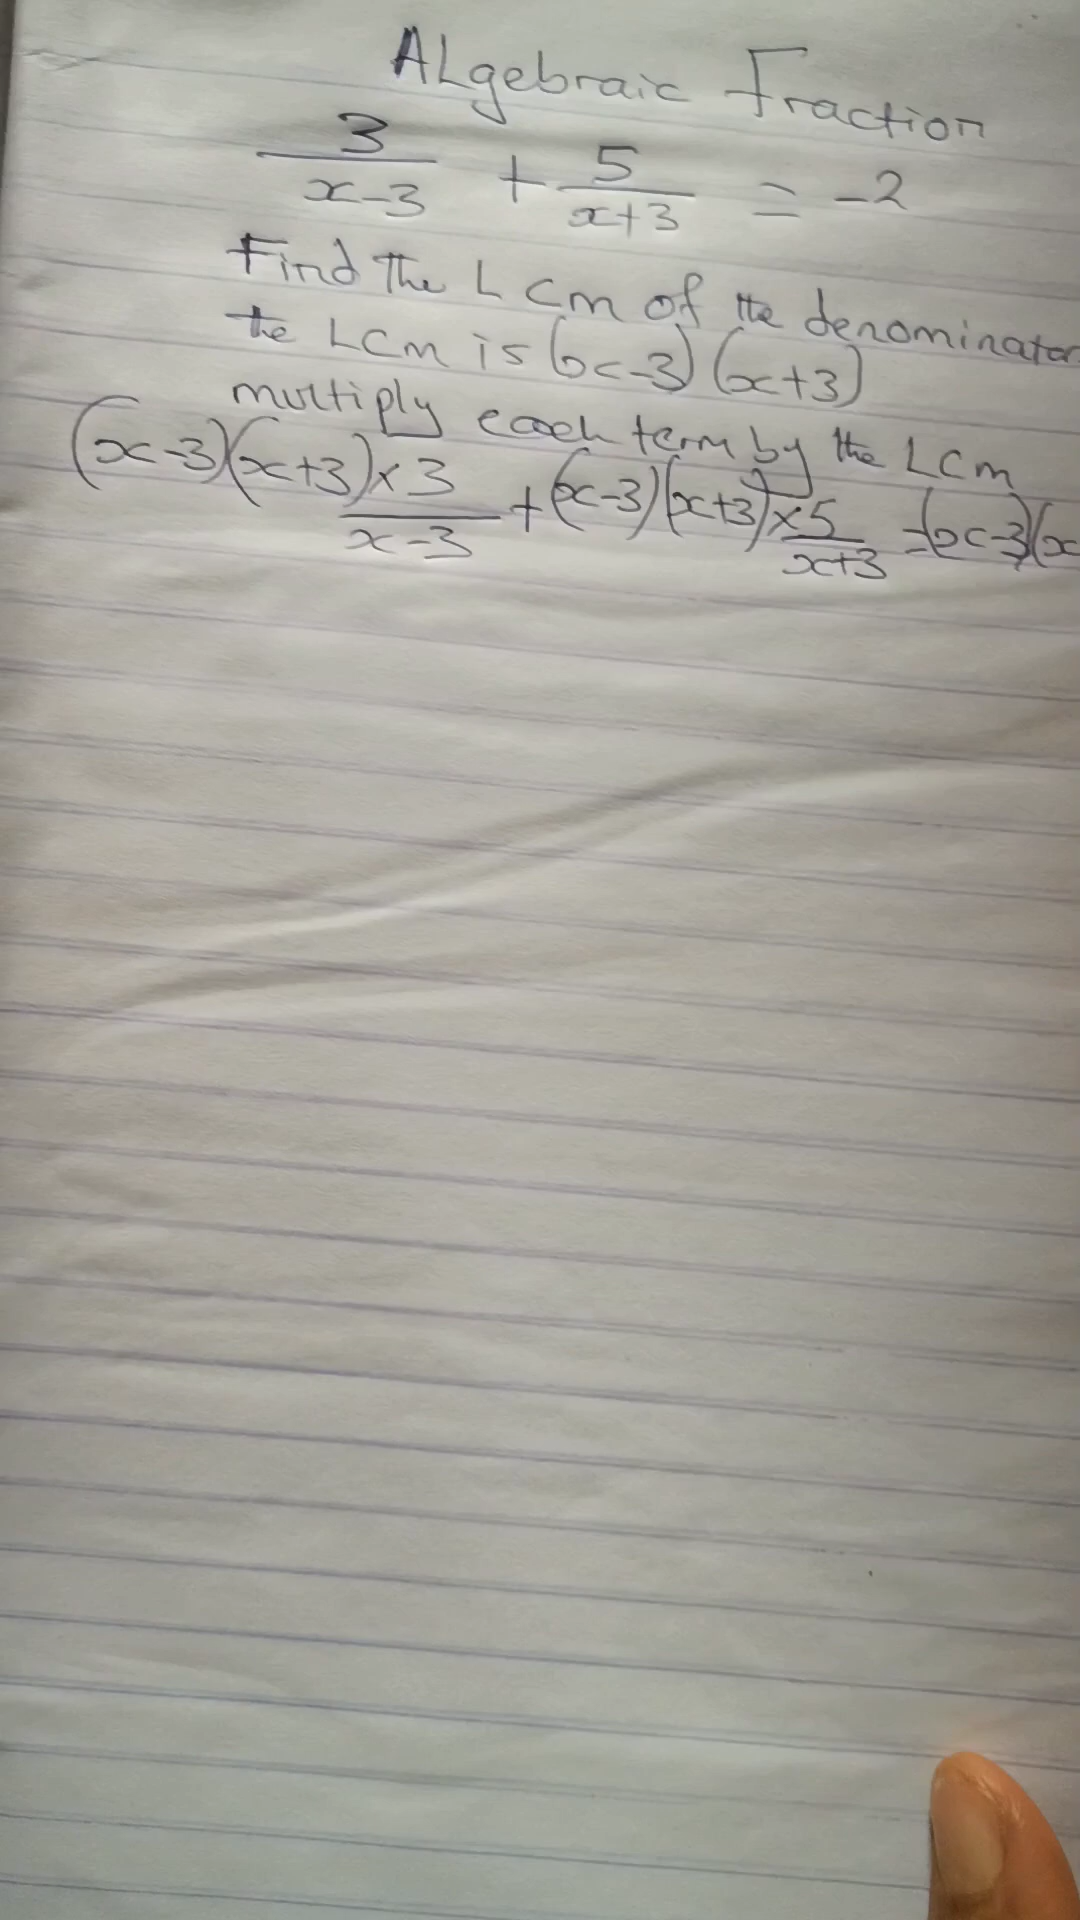 ALgebraic Fraction
3/(x-3) + 5/(x+3) = -2
Find the LCM of the denominator
the LCM is (x-3)(x+3)
multiply each term by the LCM
(x-3)(x+3)×3/(x-3) + (x-3)(x+3)×5/(x+3) = (x-3)(x